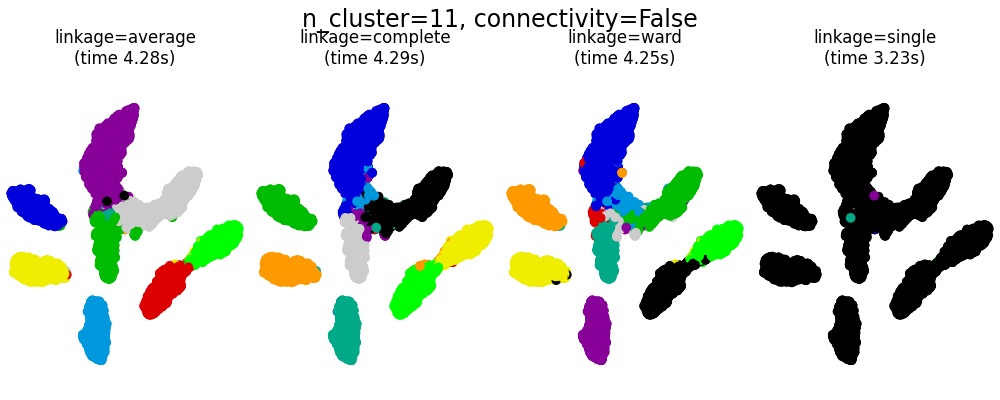 n_cluster=11, connectivity=False
linkage=average
(time 4.28s)
linkage=complete
(time 4.29s)
linkage=ward
(time 4.25s)
linkage=single
(time 3.23s)